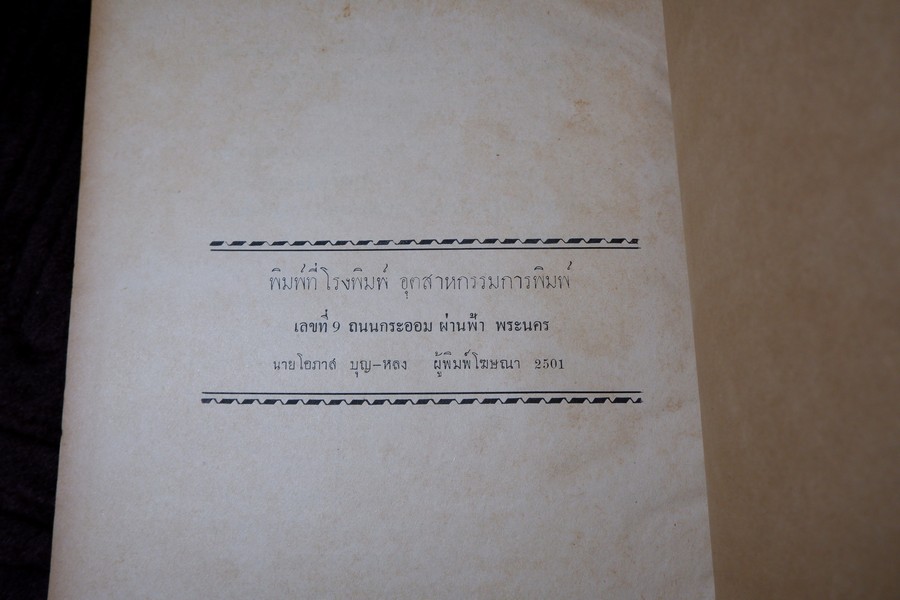 พิมพ์ที่โรงพิมพ์ อุตสาหกรรมการพิมพ์
เลขที่ 9 ถนนกระออม ผ่านฟ้า พระนคร
นายโอภาส บุญ-หลง ผู้พิมพ์โฆษณา 2501